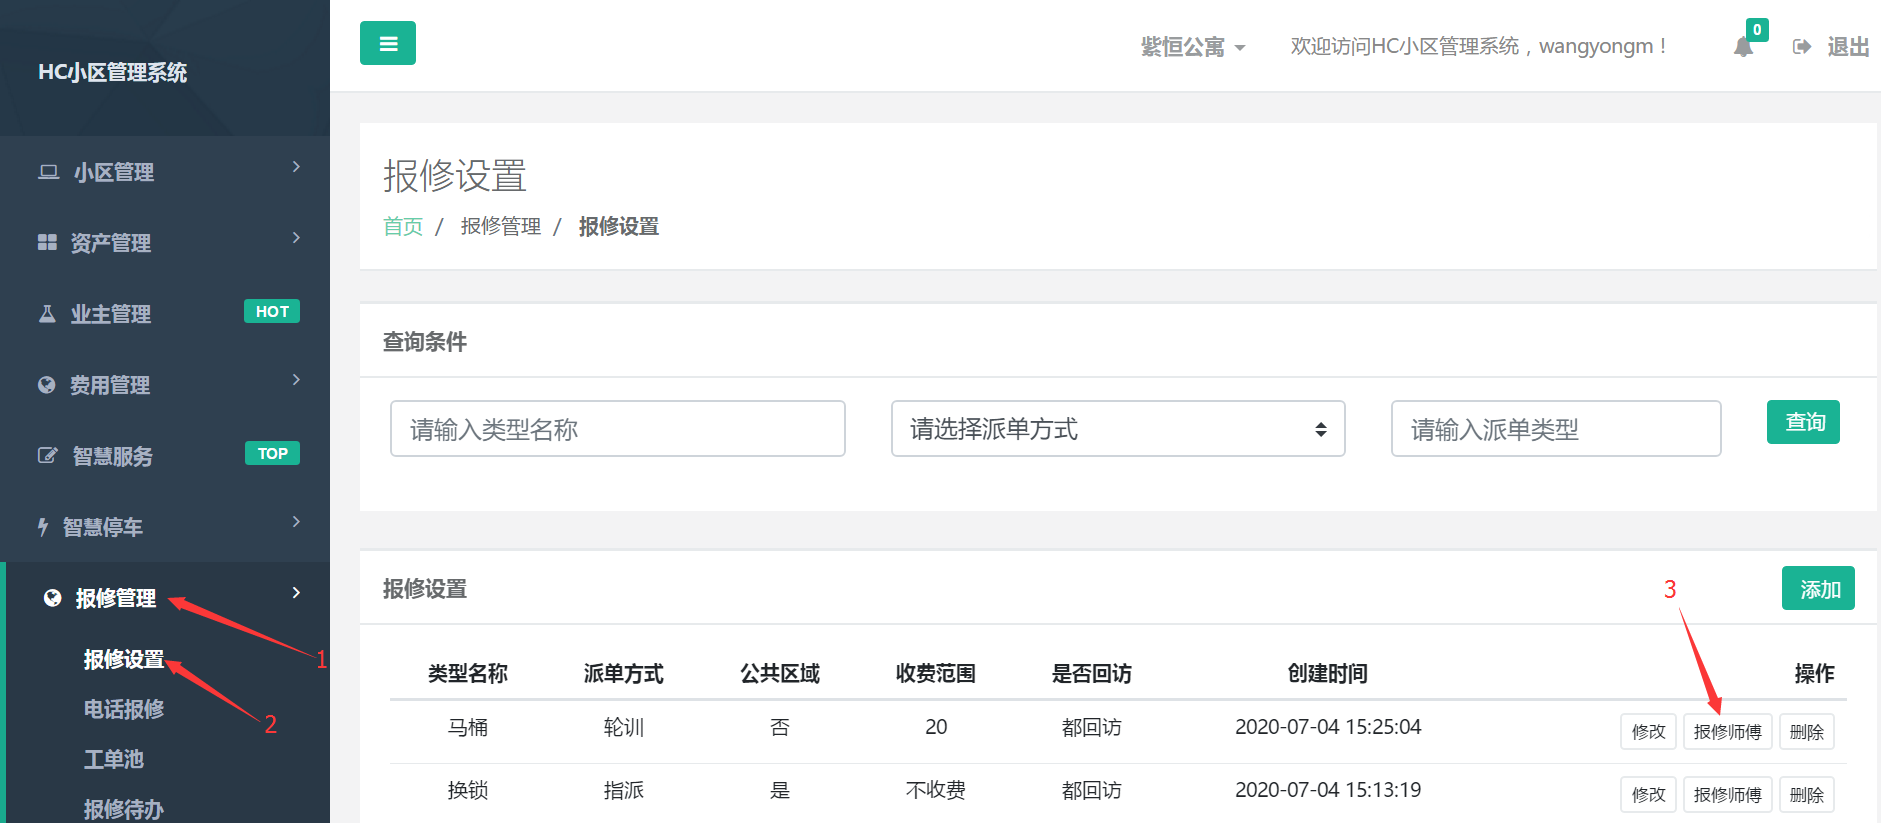 HC小区管理系统
紫恒公寓
欢迎访问HC小区管理系统，wangyongm！
0
退出
小区管理
资产管理
业主管理 HOT
费用管理
智慧服务 TOP
智慧停车
报修管理
1
报修设置
2
电话报修
工单池
报修待办
报修设置
首页 / 报修管理 / 报修设置
查询条件
请输入类型名称 请选择派单方式 请输入派单类型 查询
报修设置 3 添加
类型名称 派单方式 公共区域 收费范围 是否回访 创建时间 操作
马桶 轮训 否 20 都回访 2020-07-04 15:25:04 修改 报修师傅 删除
换锁 指派 是 不收费 都回访 2020-07-04 15:13:19 修改 报修师傅 删除